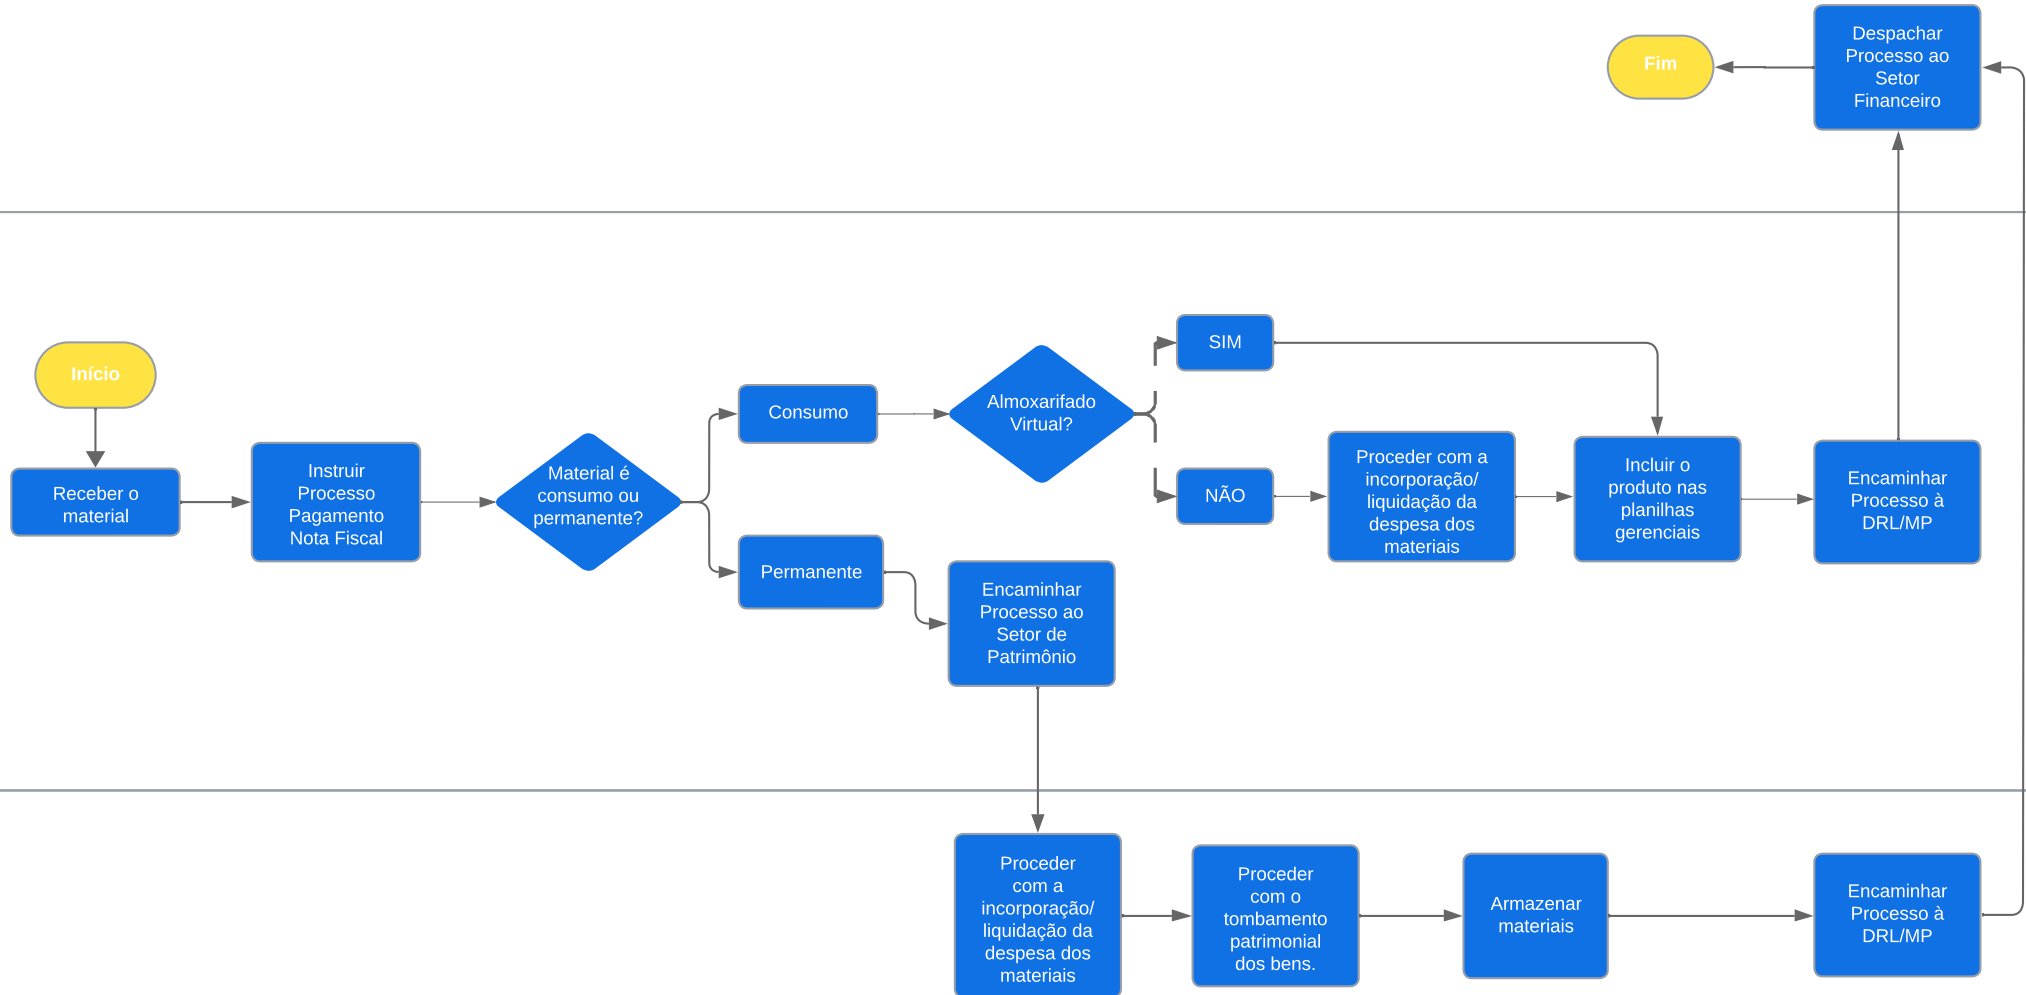 Despachar
Processo ao
Setor
Financeiro
Fim
Início
Receber o
material
Instruir
Processo
Pagamento
Nota Fiscal
Material é
consumo ou
permanente?
Consumo
Permanente
Almoxarifado
Virtual?
SIM
NÃO
Proceder com a
incorporação/
liquidação da
despesa dos
materiais
Incluir o
produto nas
planilhas
gerenciais
Encaminhar
Processo à
DRL/MP
Encaminhar
Processo ao
Setor de
Patrimônio
Proceder
com a
incorporação/
liquidação da
despesa dos
materiais
Proceder
com o
tombamento
patrimonial
dos bens.
Armazenar
materiais
Encaminhar
Processo à
DRL/MP